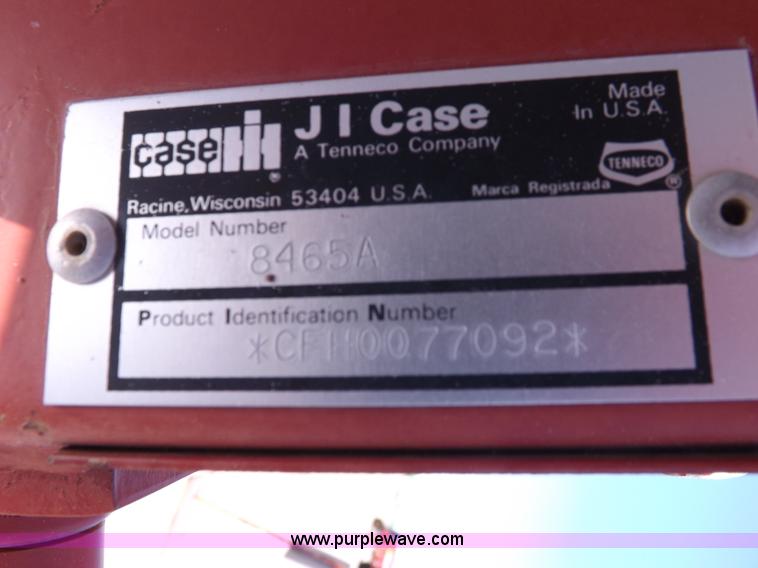 case IH
J I Case
A Tenneco Company
Made
In U.S.A.
TENNECO
Racine, Wisconsin 53404 U.S.A.
Marca Registrada
®
®
Model Number
8465A
Product Identification Number
*CFH0077092*
www.purplewave.com